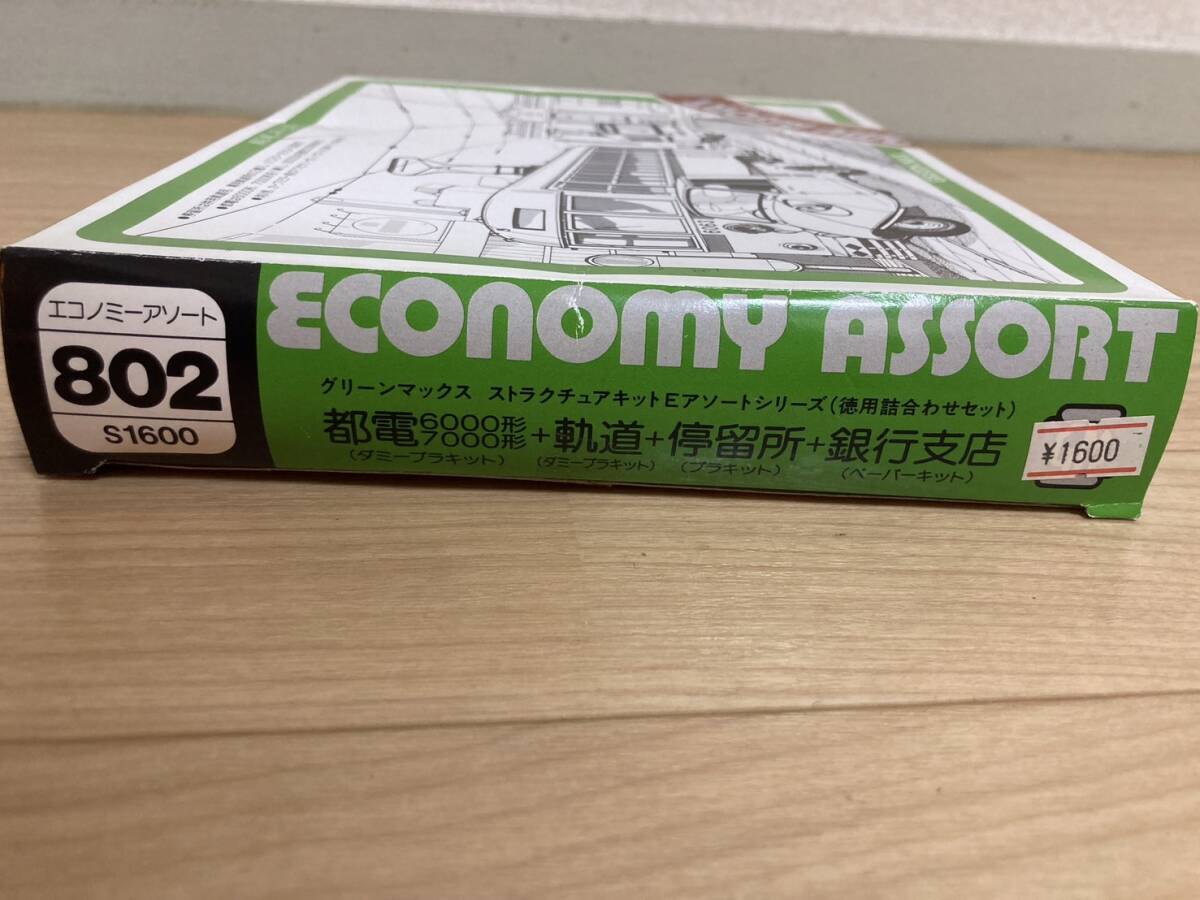 エコノミーアソート
802
S1600
ECONOMY ASSORT
グリーンマックス ストラクチュアキットEアソートシリーズ(徳用詰合わせセット)
都電6000形7000形+軌道+停留所+銀行支店
(ダミープラキット) (ダミープラキット) (プラキット) (ペーパーキット)
¥1600